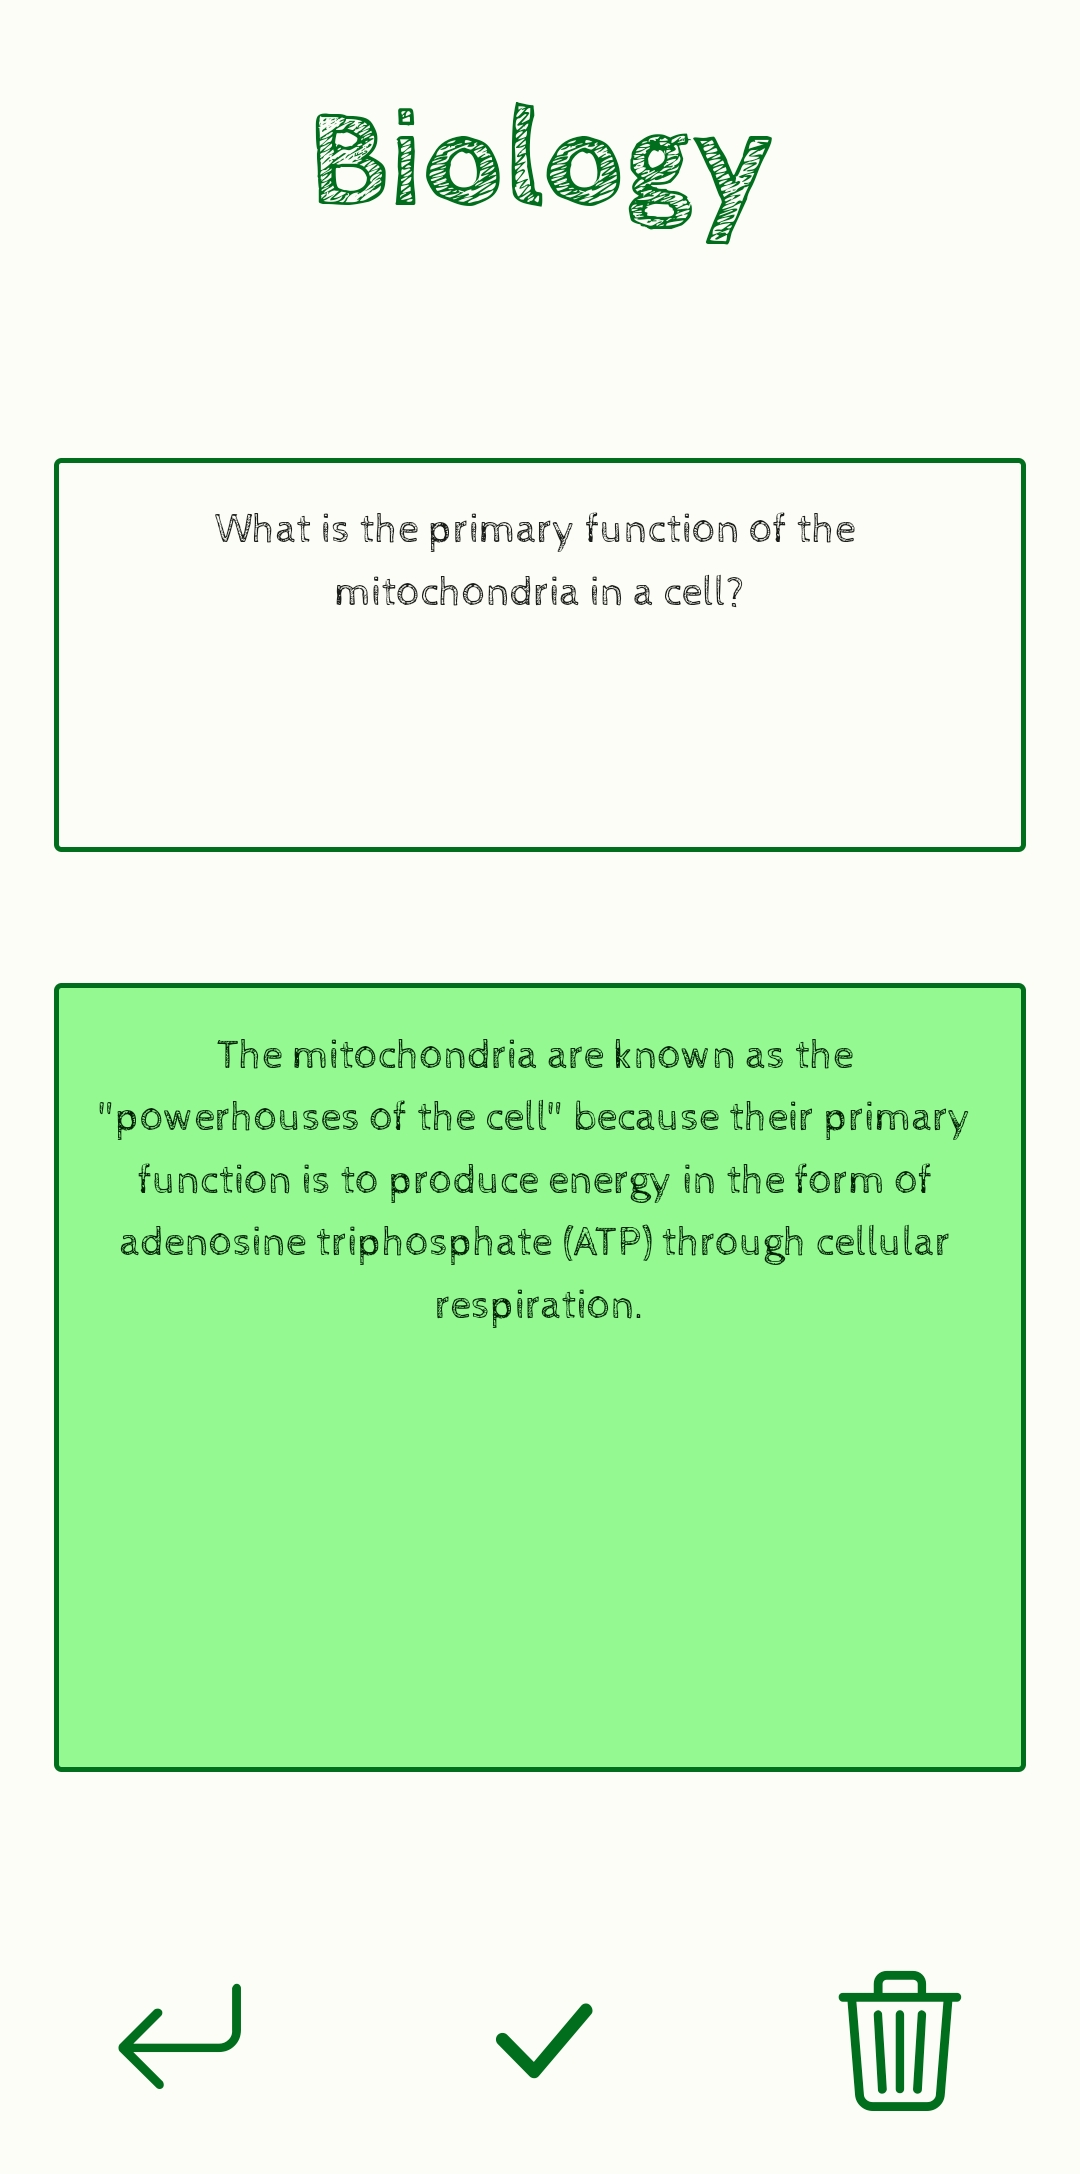 Biology
What is the primary function of the
mitochondria in a cell?
The mitochondria are known as the
"powerhouses of the cell" because their primary
function is to produce energy in the form of
adenosine triphosphate (ATP) through cellular
respiration.